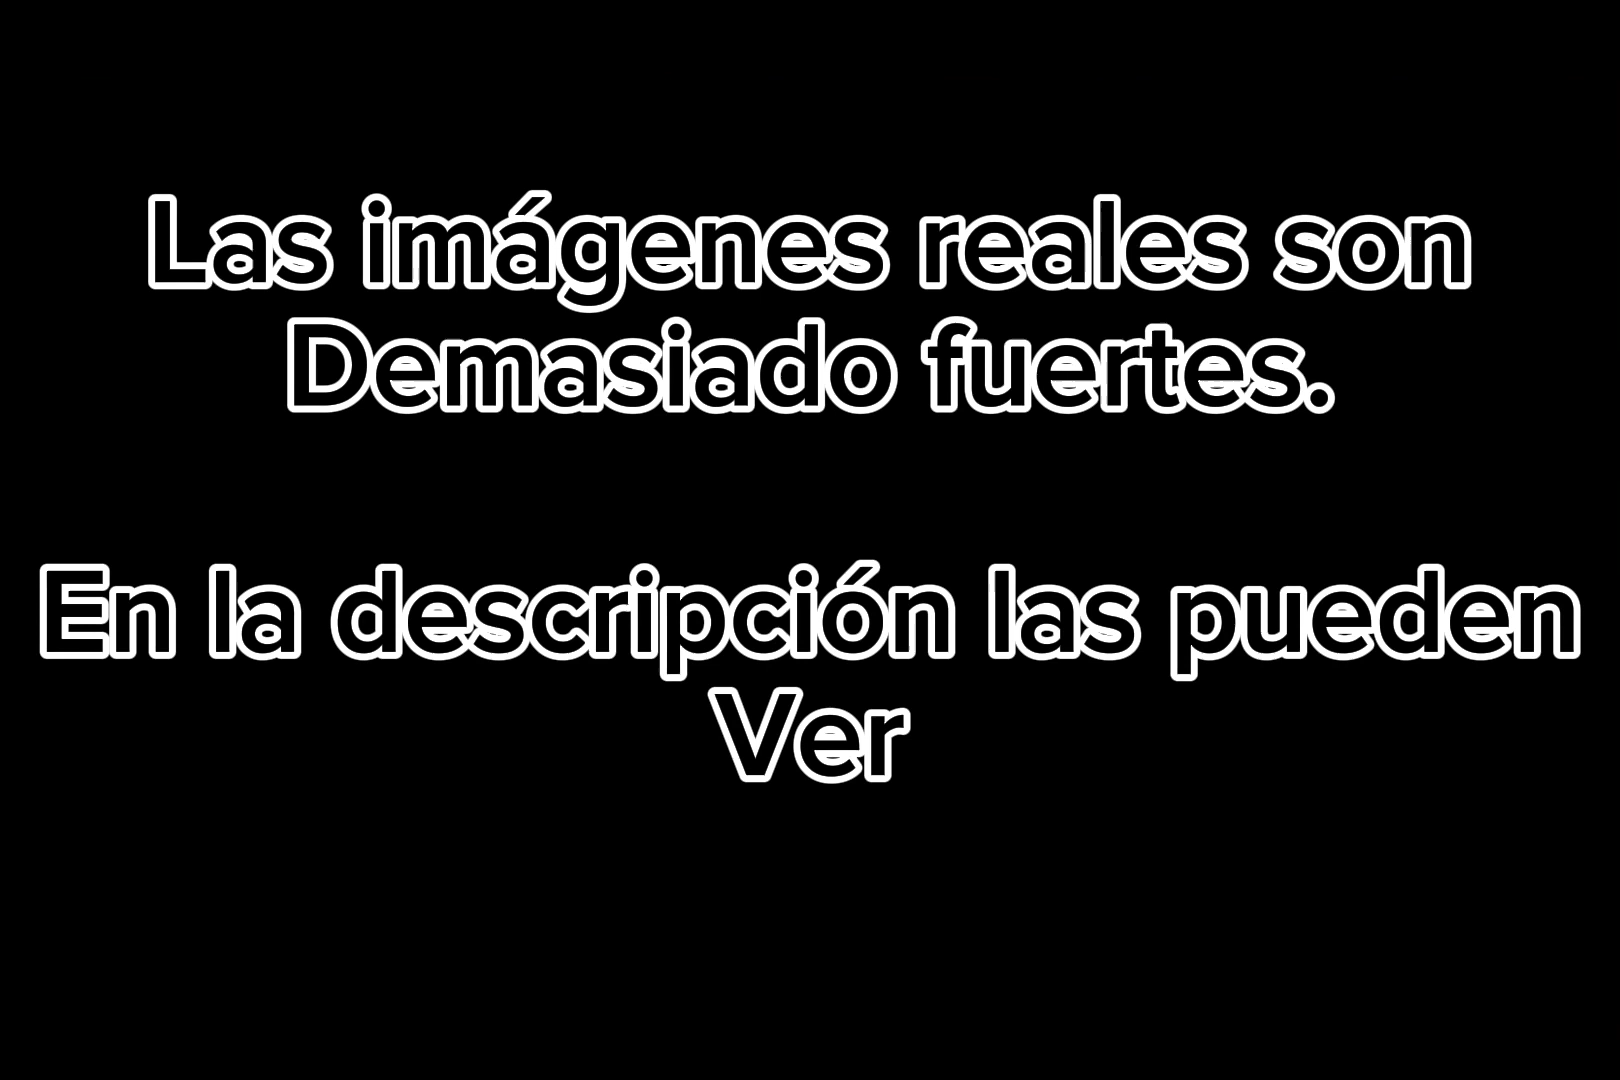 Las imágenes reales son
Demasiado fuertes.
En la descripción las pueden
Ver